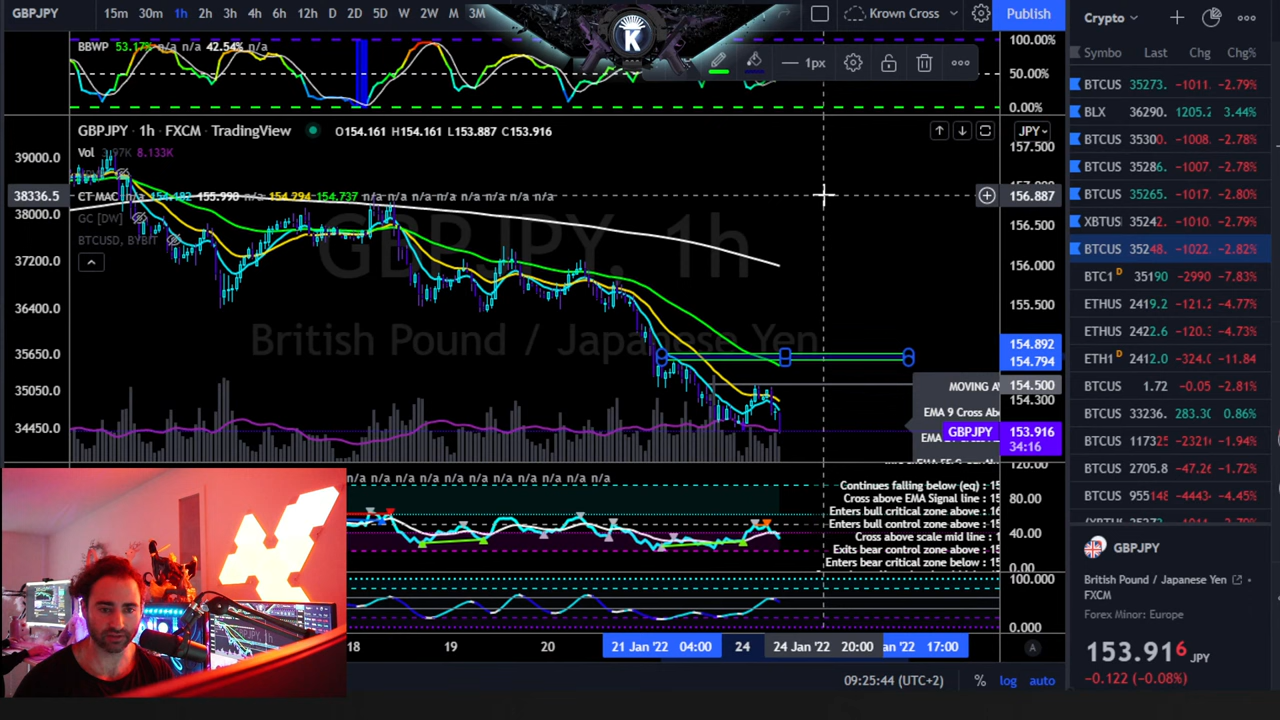 GBPJPY 15m 30m 1h 2h 3h 4h 6h 12h D 2D 5D W 2W M 3M Krown Cross Publish
K
BBWP 53.17% n/a n/a 42.54% n/a
1px
100.00%
50.00%
0.00%
GBPJPY · 1h · FXCM · TradingView O154.161 H154.161 L153.887 C153.916
JPY
Vol 3.97K 8.133K
CT-MAC n/a 154.182 155.990 n/a 154.294 154.737 n/a n/a n/a n/a n/a n/a n/a n/a n/a n/a
GC [DW]
BTCUSD, BYBIT
GBPJPY, 1h
British Pound / Japanese Yen
39000.0
38336.5
38000.0
37200.0
36400.0
35650.0
35050.0
34450.0
157.500
156.887
156.500
156.000
155.500
154.892
154.794
154.500
154.300
GBPJPY 153.916
34:16
120.00
MOVING AV
EMA 9 Cross Abo
n/a n/a n/a n/a n/a n/a n/a n/a n/a n/a
Continues falling below (eq) : 15
Cross above EMA Signal line : 15
Enters bull critical zone above : 16
Enters bull control zone above : 15
Cross above scale mid line : 1
Exits bear control zone above : 15
Enters bear critical zone below : 15
80.00
40.00
0.00
100.000
0.000
18 19 20 21 Jan '22 04:00 24 24 Jan '22 20:00 an '22 17:00
A
09:25:44 (UTC+2) % log auto
Crypto
Symbo Last Chg Chg%
BTCUS 35273. -1011. -2.79%
BLX 36290. 1205.2 3.44%
BTCUS 35300. -1008. -2.78%
BTCUS 35286. -1007. -2.78%
BTCUS 35265. -1017. -2.80%
XBTUS 35242. -1010. -2.79%
BTCUS 35248. -1022. -2.82%
BTC1 D 35190 -2990 -7.83%
ETHUS 2419.2 -121.2 -4.77%
ETHUS 2422.6 -120.3 -4.73%
ETH1 D 2412.0 -324.0 -11.84
BTCUS 1.72 -0.05 -2.81%
BTCUS 33236. 283.30 0.86%
BTCUS 117325 -23216 -1.94%
BTCUS 2705.8 -47.26 -1.72%
BTCUS 955148 -44434 -4.45%
GBPJPY
British Pound / Japanese Yen
FXCM
Forex Minor: Europe
153.916 JPY
-0.122 (-0.08%)